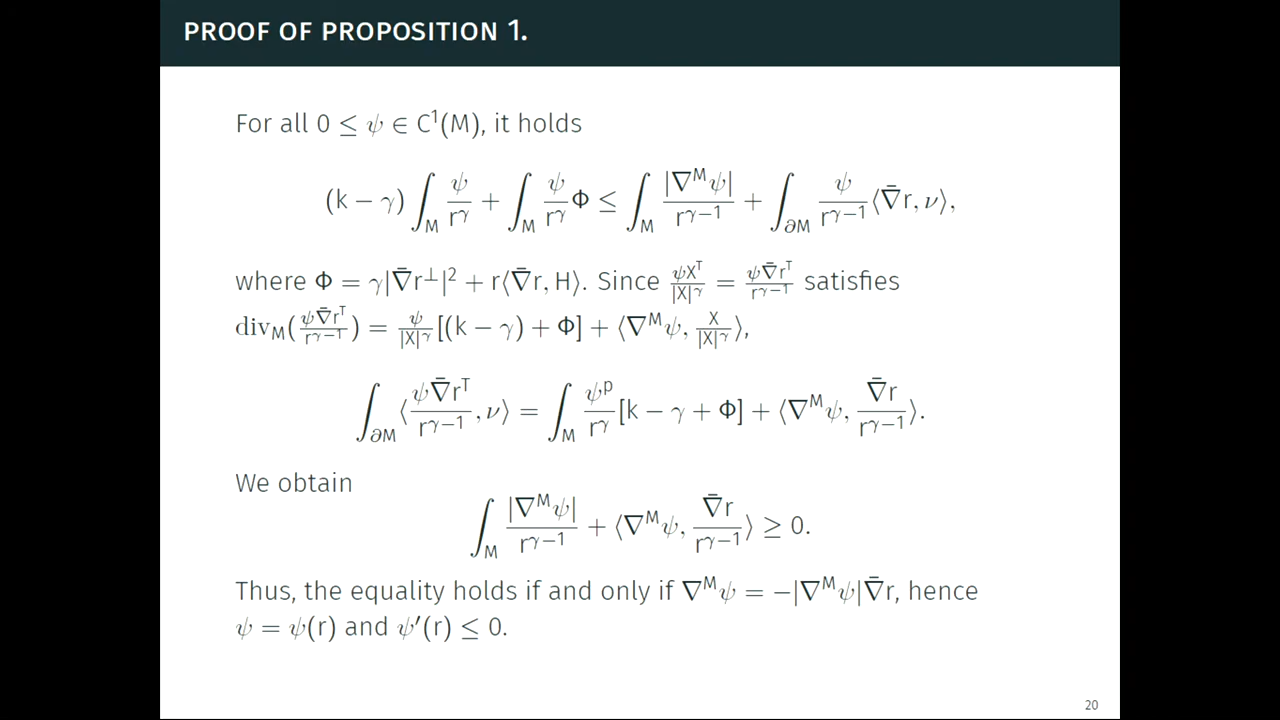 PROOF OF PROPOSITION 1.
For all 0 ≤ ψ ∈ C¹(M), it holds
(k − γ) ∫_M ψ/r^γ + ∫_M ψ/r^γ Φ ≤ ∫_M |∇^M ψ|/r^{γ−1} + ∫_{∂M} ψ/r^{γ−1} ⟨∇̄r, ν⟩,
where Φ = γ|∇̄r^⊥|² + r⟨∇̄r, H⟩. Since ψX^T/|X|^γ = ψ∇̄r^T/r^{γ−1} satisfies
div_M(ψ∇̄r^T/r^{γ−1}) = ψ/|X|^γ [(k − γ) + Φ] + ⟨∇^M ψ, X/|X|^γ⟩,
∫_{∂M} ⟨ψ∇̄r^T/r^{γ−1}, ν⟩ = ∫_M ψ^p/r^γ [k − γ + Φ] + ⟨∇^M ψ, ∇̄r/r^{γ−1}⟩.
We obtain
∫_M |∇^M ψ|/r^{γ−1} + ⟨∇^M ψ, ∇̄r/r^{γ−1}⟩ ≥ 0.
Thus, the equality holds if and only if ∇^M ψ = −|∇^M ψ|∇̄r, hence
ψ = ψ(r) and ψ′(r) ≤ 0.
20